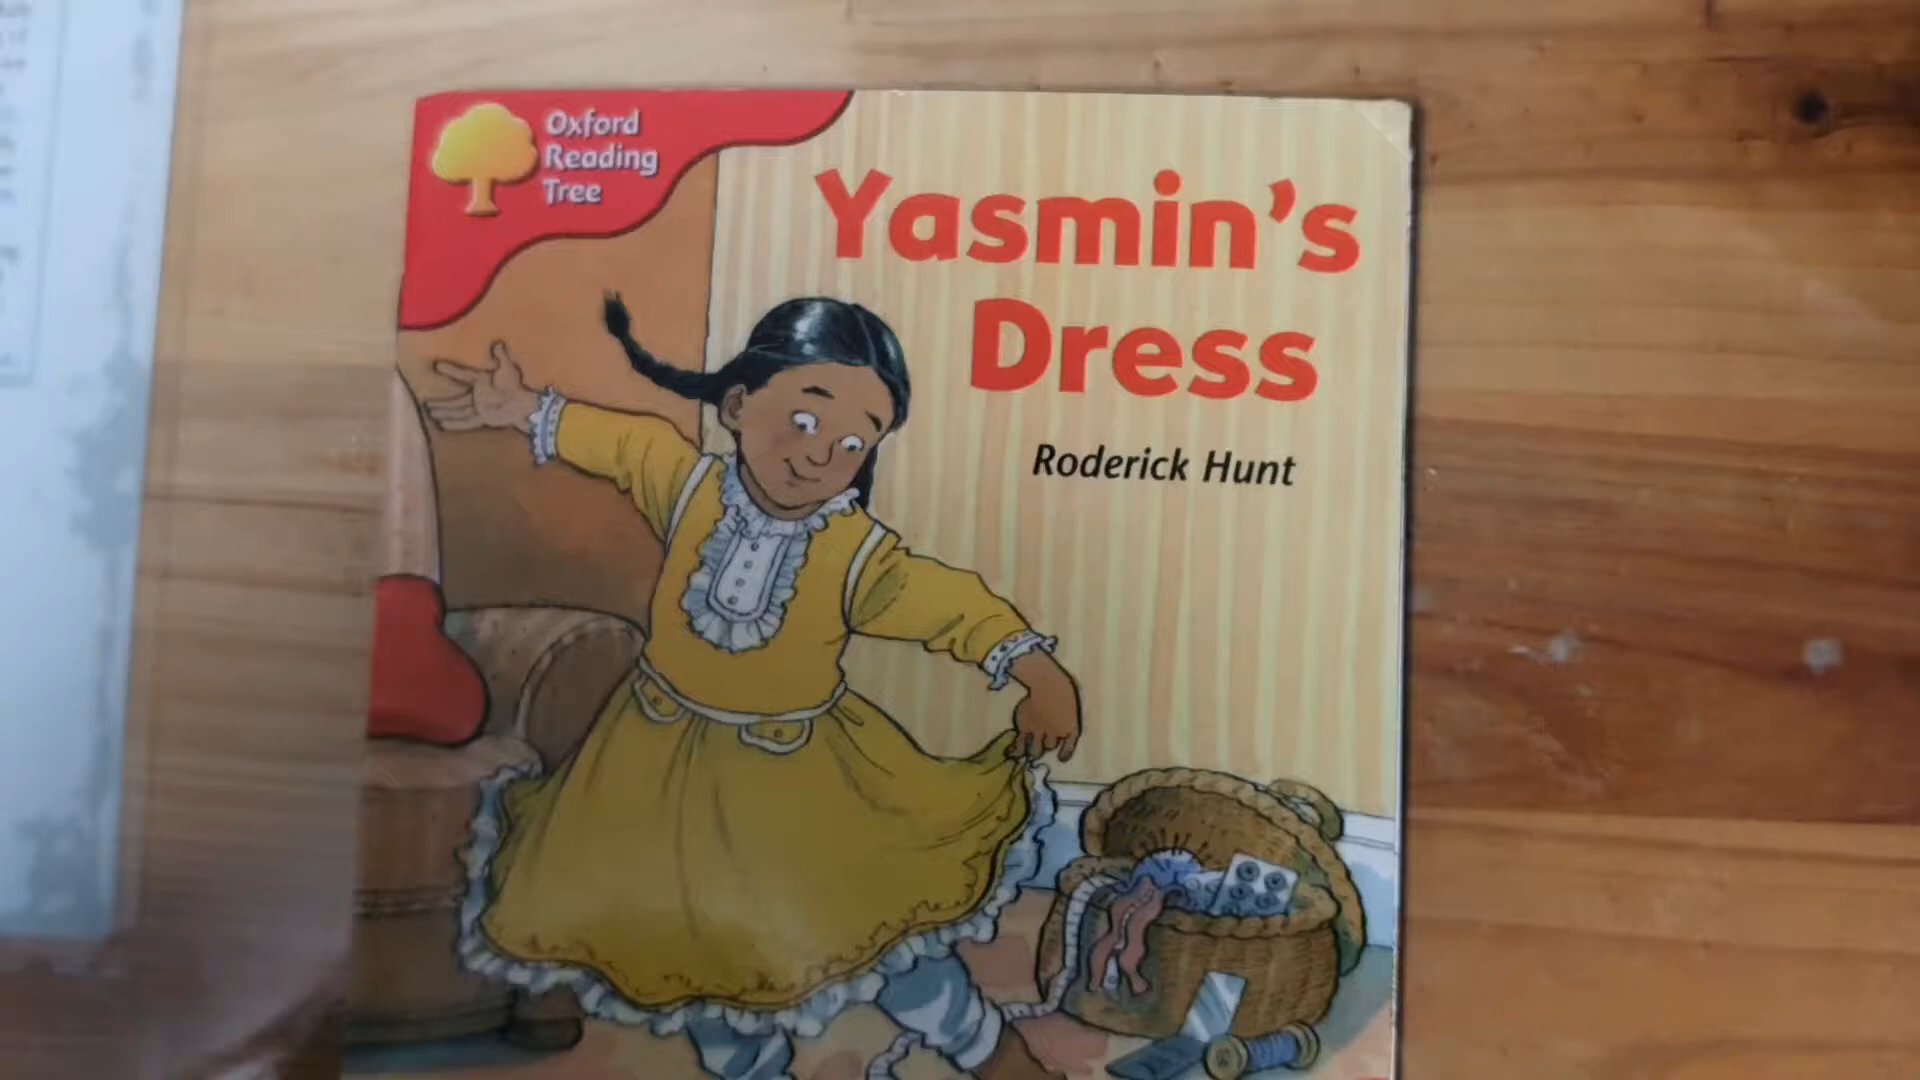 Oxford
Reading
Tree
Yasmin's
Dress
Roderick Hunt